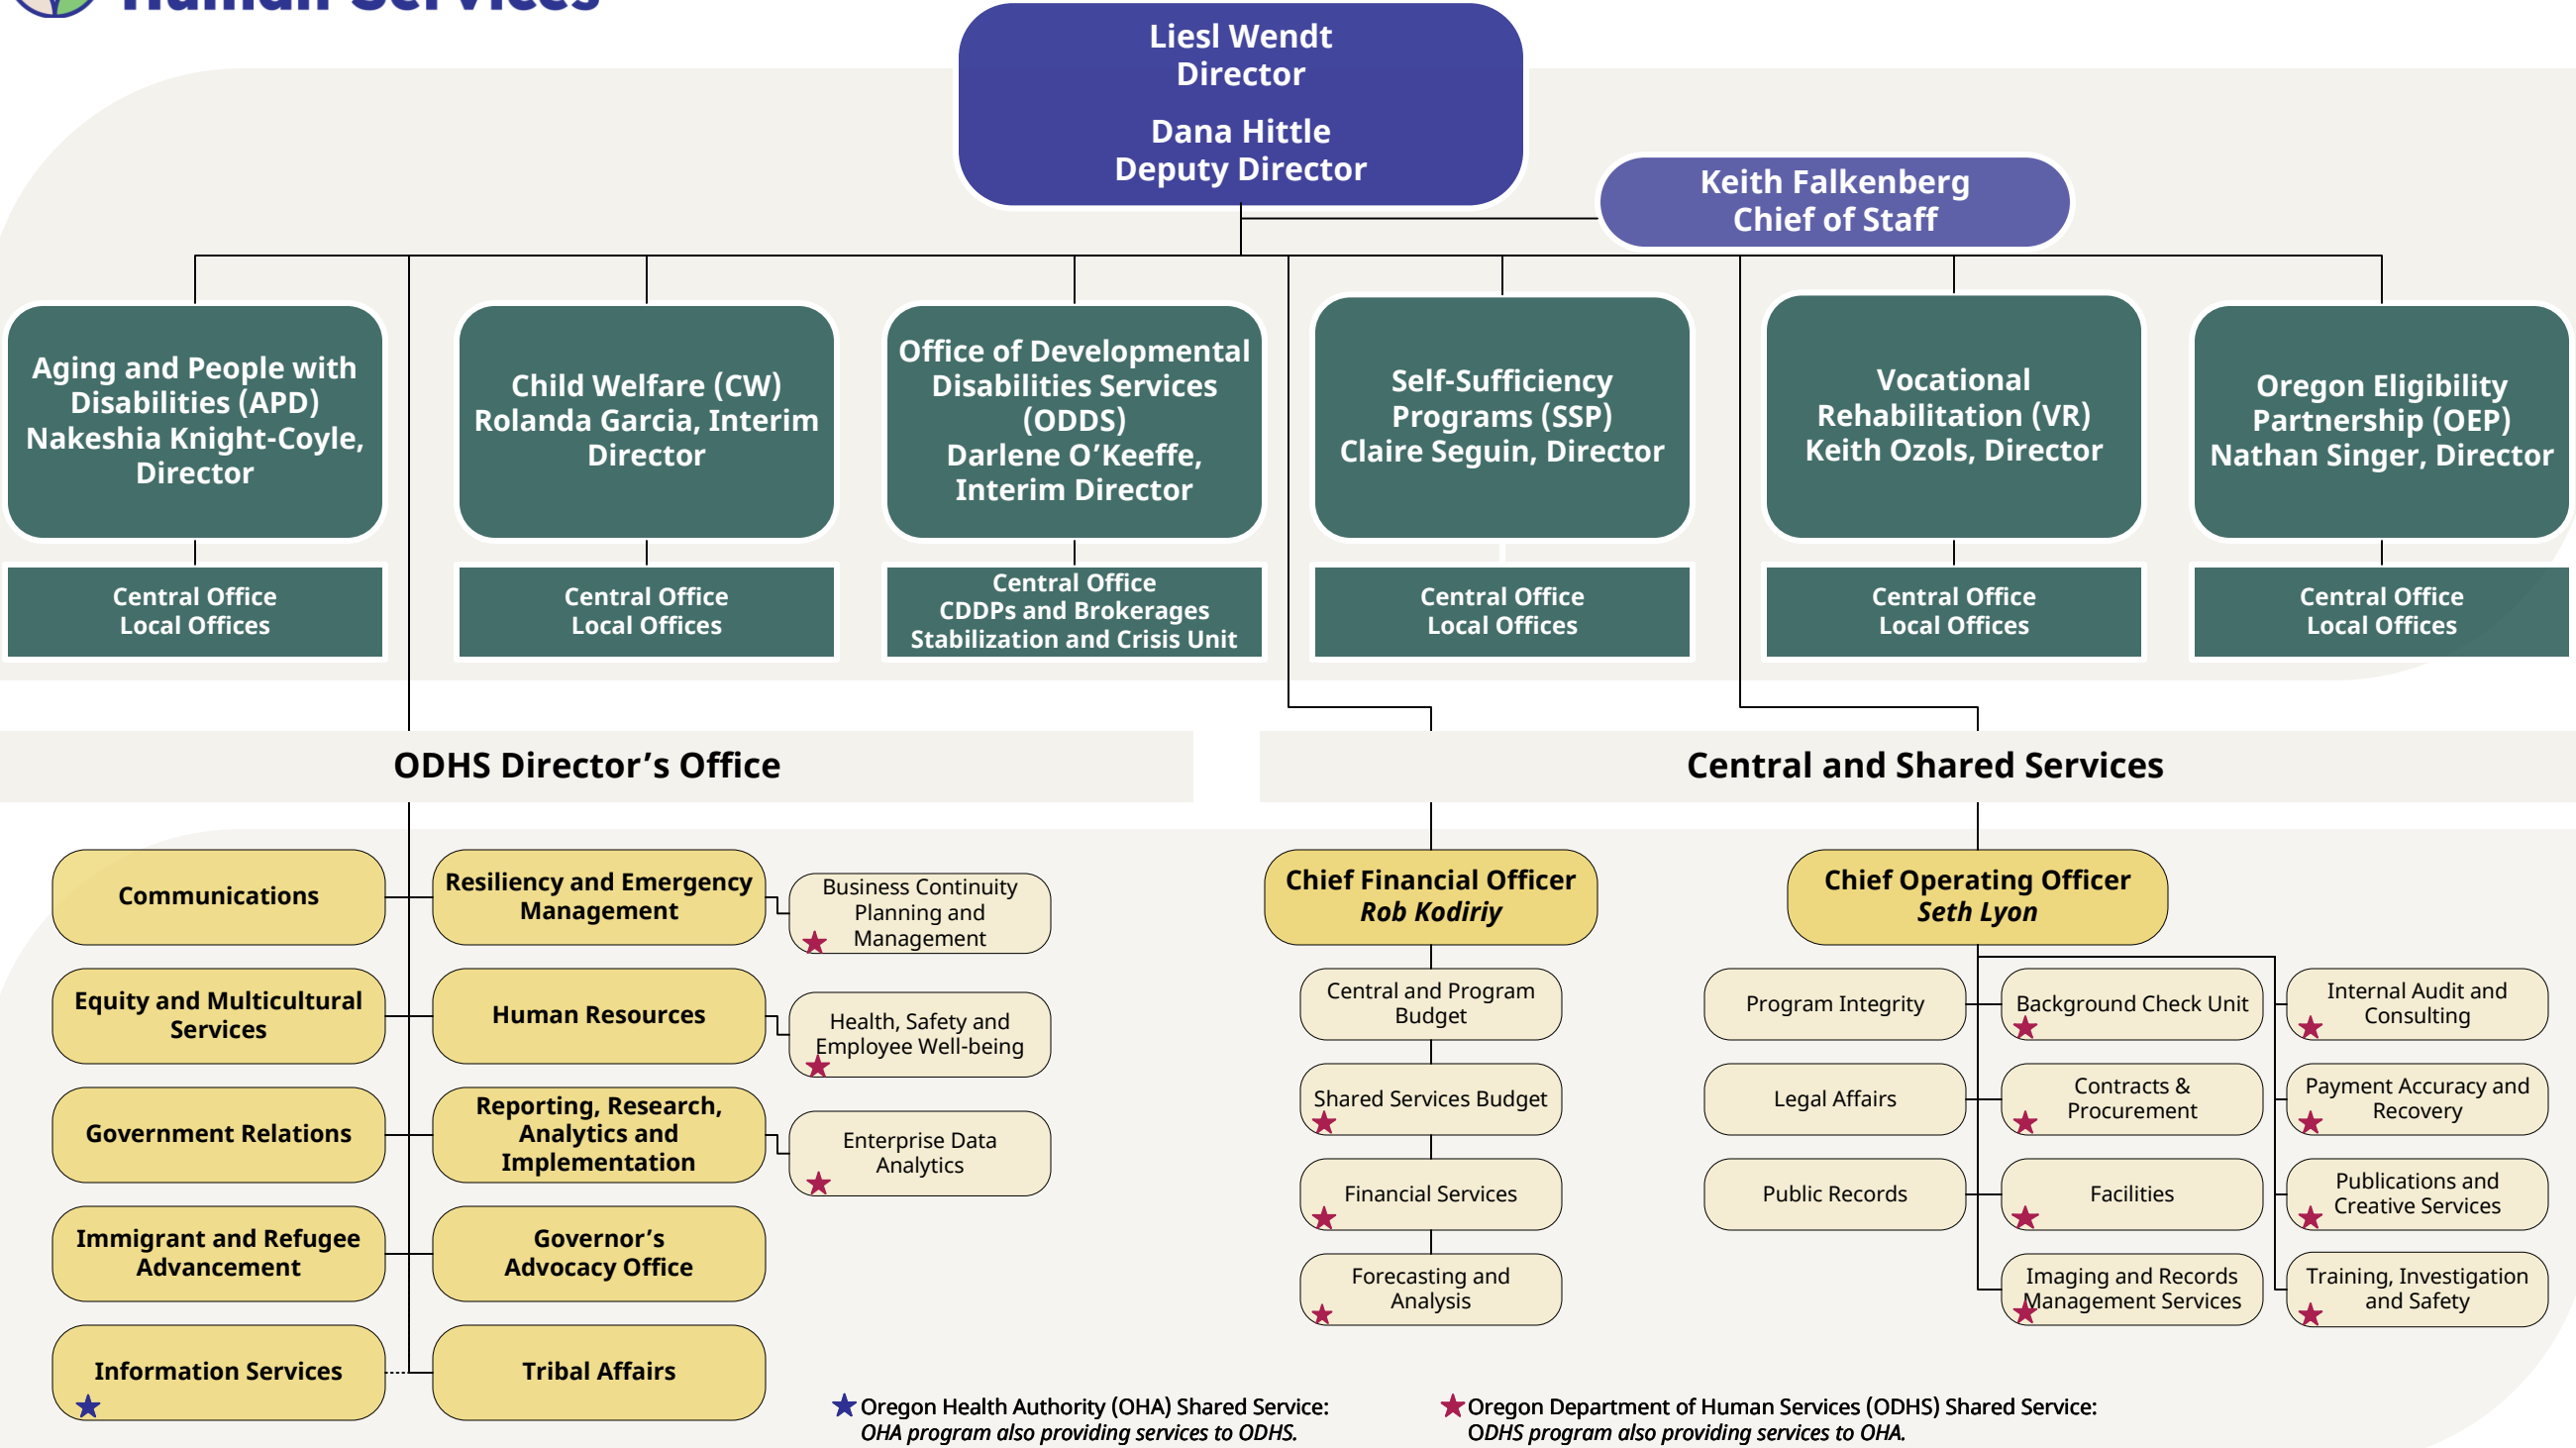 Human Services
Liesl Wendt
Director
Dana Hittle
Deputy Director
Keith Falkenberg
Chief of Staff
Aging and People with
Disabilities (APD)
Nakeshia Knight-Coyle,
Director
Child Welfare (CW)
Rolanda Garcia, Interim
Director
Office of Developmental
Disabilities Services
(ODDS)
Darlene O’Keeffe,
Interim Director
Self-Sufficiency
Programs (SSP)
Claire Seguin, Director
Vocational
Rehabilitation (VR)
Keith Ozols, Director
Oregon Eligibility
Partnership (OEP)
Nathan Singer, Director
Central Office
Local Offices
Central Office
Local Offices
Central Office
CDDPs and Brokerages
Stabilization and Crisis Unit
Central Office
Local Offices
Central Office
Local Offices
Central Office
Local Offices
ODHS Director’s Office
Communications
Resiliency and Emergency
Management
Business Continuity
Planning and
Management
Equity and Multicultural
Services
Human Resources
Health, Safety and
Employee Well-being
Government Relations
Reporting, Research,
Analytics and
Implementation
Enterprise Data
Analytics
Immigrant and Refugee
Advancement
Governor’s
Advocacy Office
Information Services
Tribal Affairs
Central and Shared Services
Chief Financial Officer
Rob Kodiriy
Central and Program
Budget
Shared Services Budget
Financial Services
Forecasting and
Analysis
Chief Operating Officer
Seth Lyon
Program Integrity
Background Check Unit
Internal Audit and
Consulting
Legal Affairs
Contracts &
Procurement
Payment Accuracy and
Recovery
Public Records
Facilities
Publications and
Creative Services
Imaging and Records
Management Services
Training, Investigation
and Safety
Oregon Health Authority (OHA) Shared Service:
OHA program also providing services to ODHS.
Oregon Department of Human Services (ODHS) Shared Service:
ODHS program also providing services to OHA.